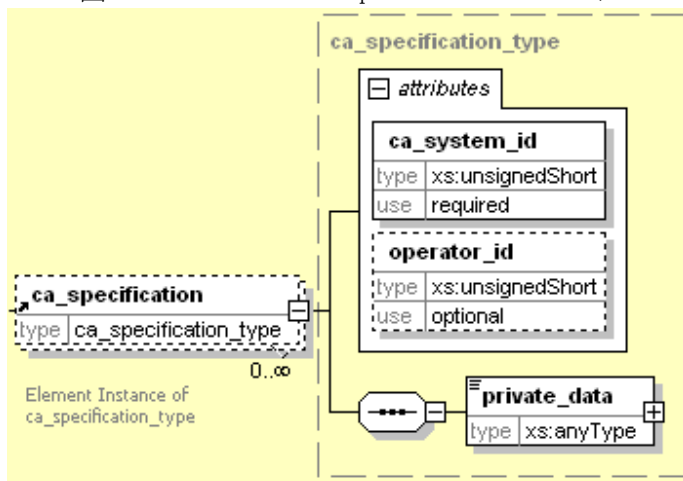 ca_specification_type
attributes
ca_system_id
type xs:unsignedShort
use required
operator_id
type xs:unsignedShort
use optional
ca_specification
type ca_specification_type
0..∞
Element Instance of
ca_specification_type
private_data
type xs:anyType